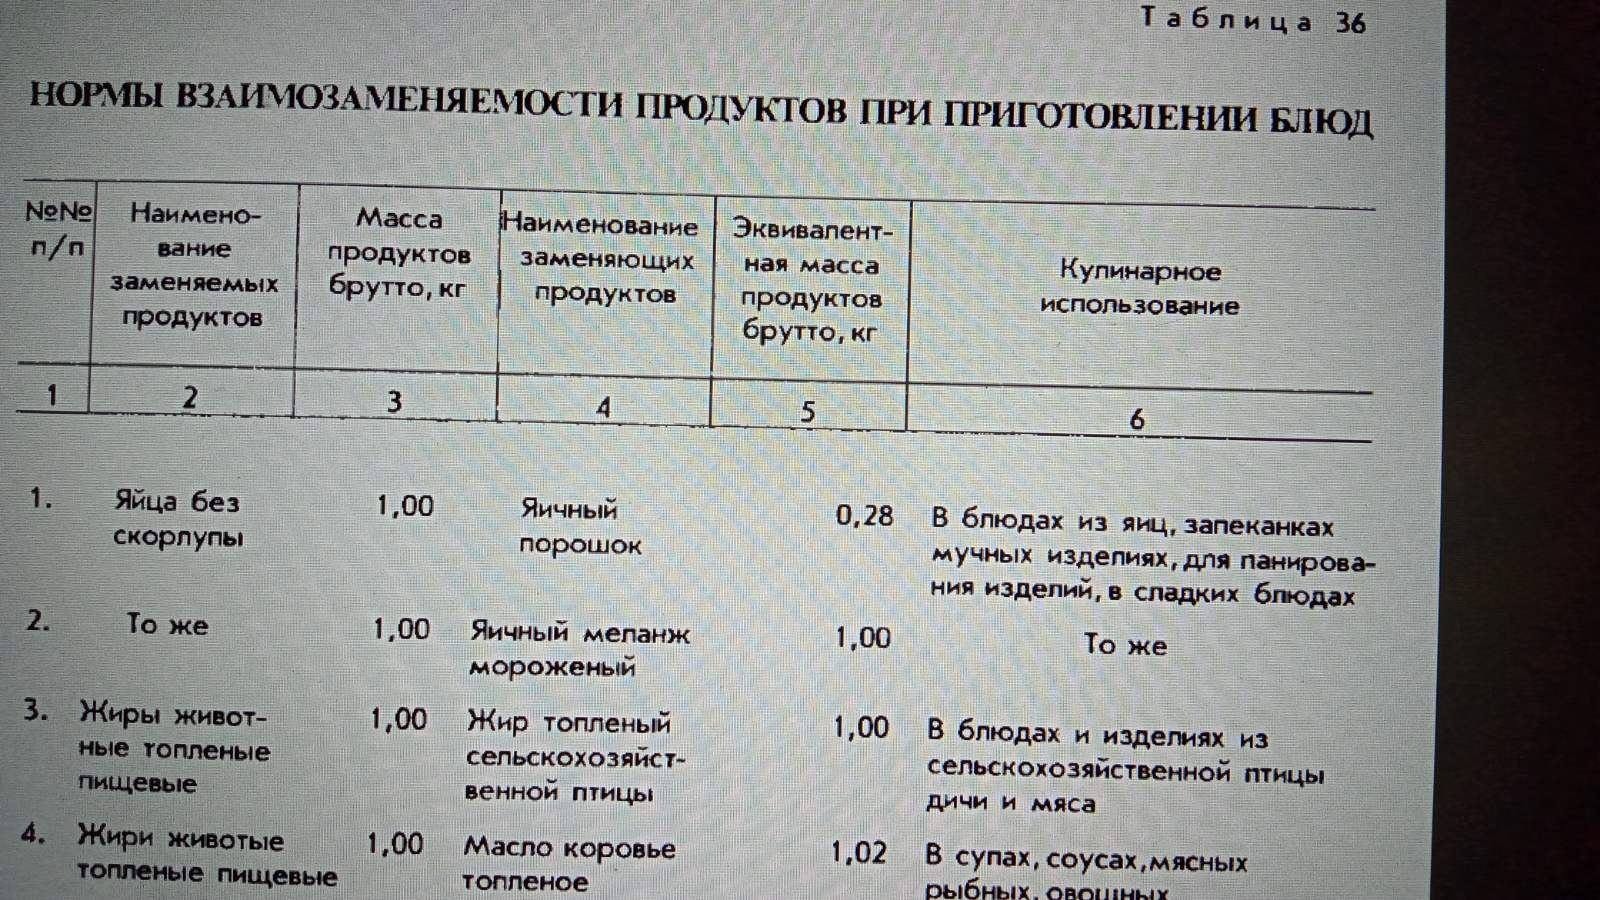 Таблица 36
НОРМЫ ВЗАИМОЗАМЕНЯЕМОСТИ ПРОДУКТОВ ПРИ ПРИГОТОВЛЕНИИ БЛЮД
№№ п/п
Наимено-
вание
заменяемых
продуктов
Масса
продуктов
брутто, кг
Наименование
заменяющих
продуктов
Эквивалент-
ная масса
продуктов
брутто, кг
Кулинарное
использование
1 2 3 4 5 6
1. Яйца без 1,00 Яичный 0,28 В блюдах из яиц, запеканках
скорлупы порошок мучных изделиях, для панирова-
ния изделий, в сладких блюдах
2. То же 1,00 Яичный меланж 1,00 То же
мороженый
3. Жиры живот- 1,00 Жир топленый 1,00 В блюдах и изделиях из
ные топленые сельскохозяйст- сельскохозяйственной птицы
пищевые венной птицы дичи и мяса
4. Жири животые 1,00 Масло коровье 1,02 В супах, соусах, мясных
топленые пищевые топленое рыбных, овощных